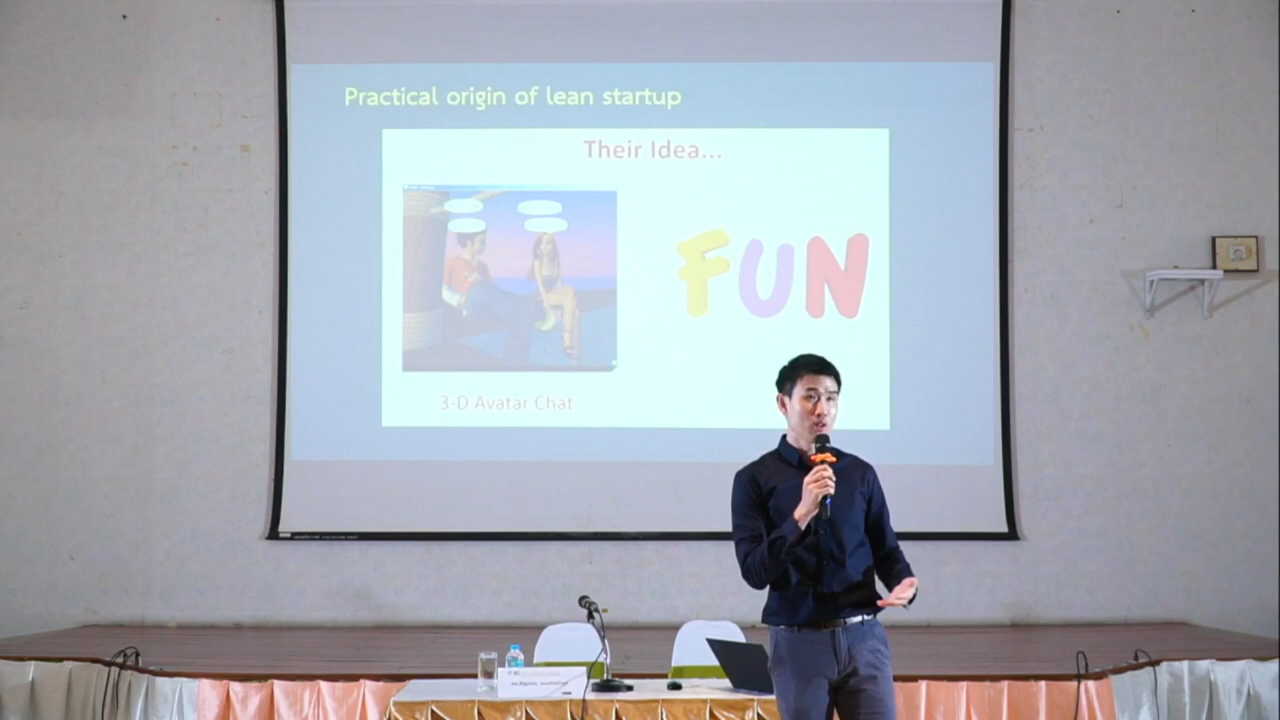 Practical origin of lean startup
Their Idea...
FUN
3-D Avatar Chat